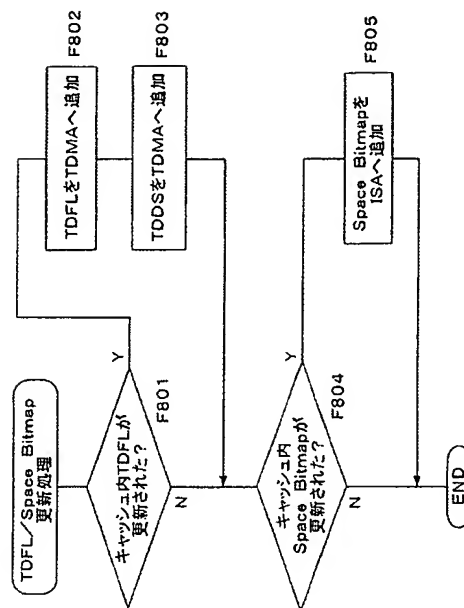 TDFL／Space Bitmap
更新処理
キャッシュ内TDFLが
更新された？
F801
Y
N
TDFLをTDMAへ追加
F802
TDDSをTDMAへ追加
F803
キャッシュ内
Space Bitmapが
更新された？
F804
Y
N
Space Bitmapを
ISAへ追加
F805
END